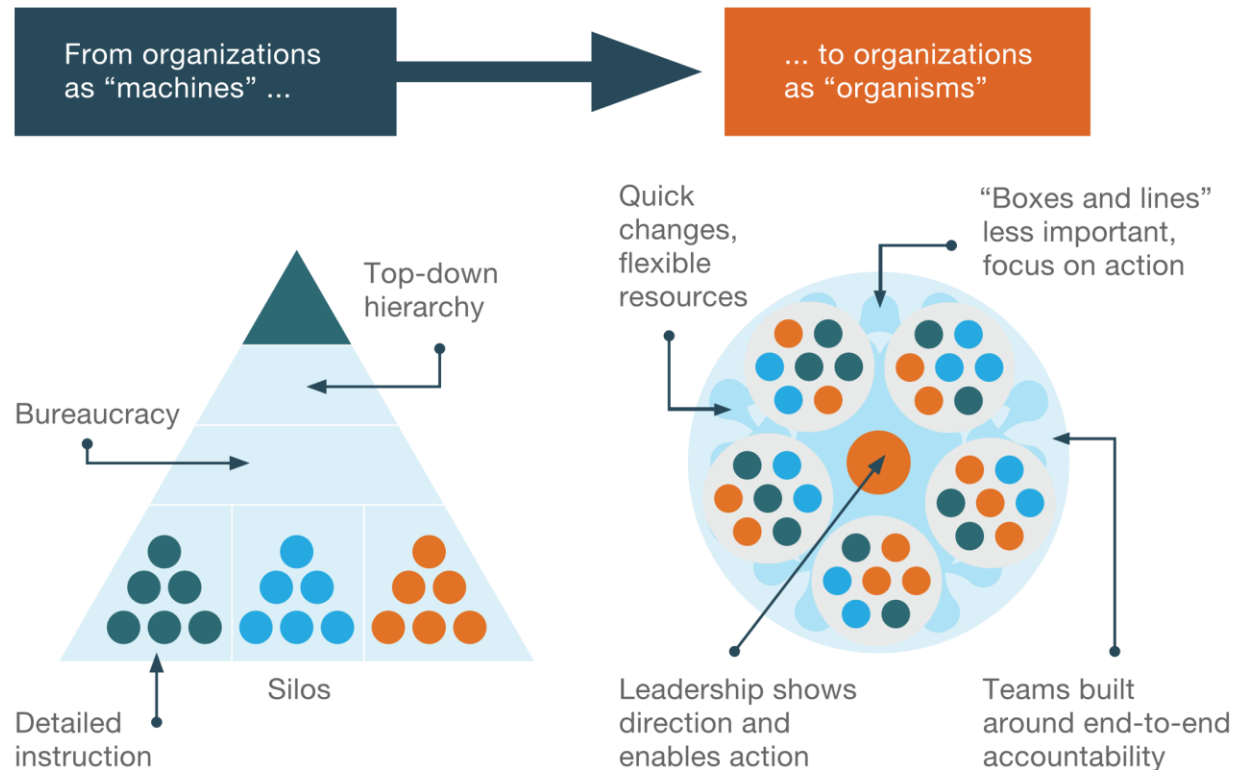 From organizations
as “machines” ...
... to organizations
as “organisms”
Top-down
hierarchy
Bureaucracy
Silos
Detailed
instruction
Quick
changes,
flexible
resources
“Boxes and lines”
less important,
focus on action
Leadership shows
direction and
enables action
Teams built
around end-to-end
accountability